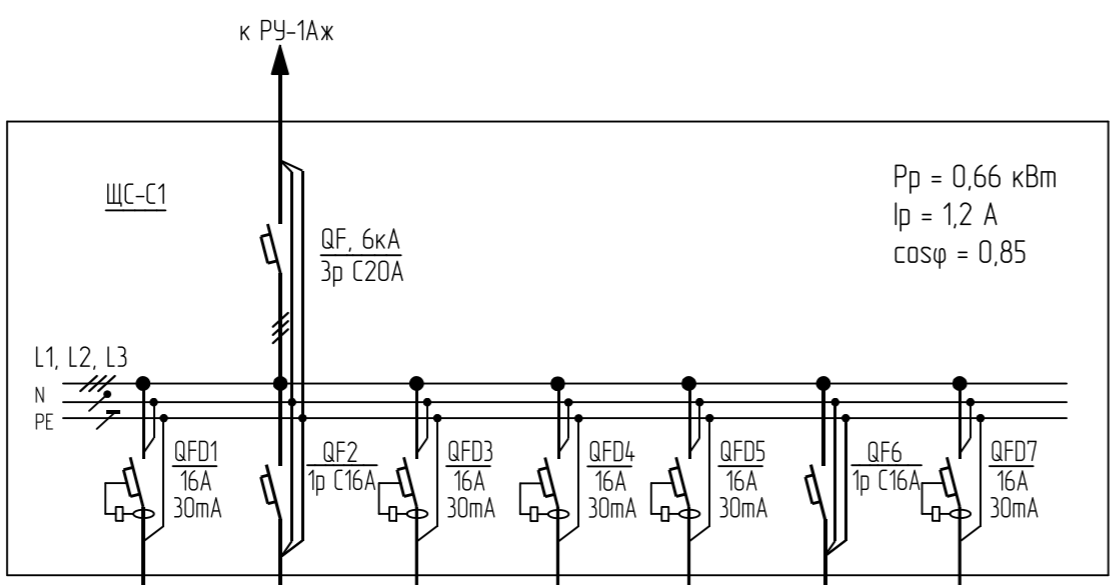 к РУ-1Аж
ЩС-С1
Рр = 0,66 кВт
Iр = 1,2 А
cosφ = 0,85
QF, 6кА
3р С20А
L1, L2, L3
N
PE
QFD1
16А
30mA
QF2
1р С16А
QFD3
16А
30mA
QFD4
16А
30mA
QFD5
16А
30mA
QF6
1р С16А
QFD7
16А
30mA